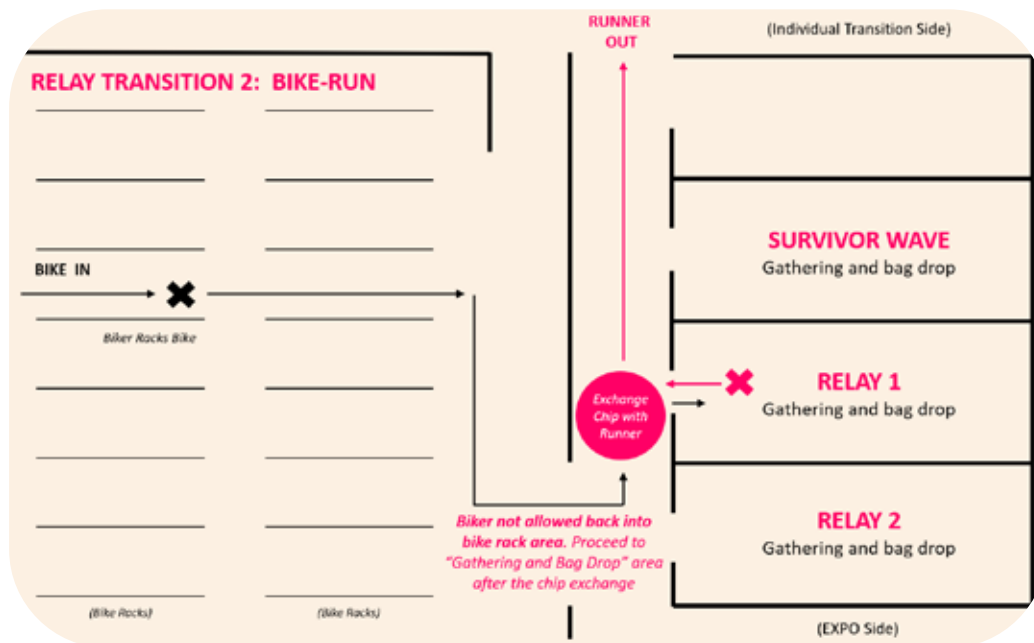 RUNNER
OUT
(Individual Transition Side)
RELAY TRANSITION 2:  BIKE-RUN
SURVIVOR WAVE
Gathering and bag drop
BIKE  IN
Biker Racks Bike
Exchange
Chip with
Runner
RELAY 1
Gathering and bag drop
Biker not allowed back into
bike rack area. Proceed to
“Gathering and Bag Drop” area
after the chip exchange
RELAY 2
Gathering and bag drop
(Bike Racks)
(Bike Racks)
(EXPO Side)